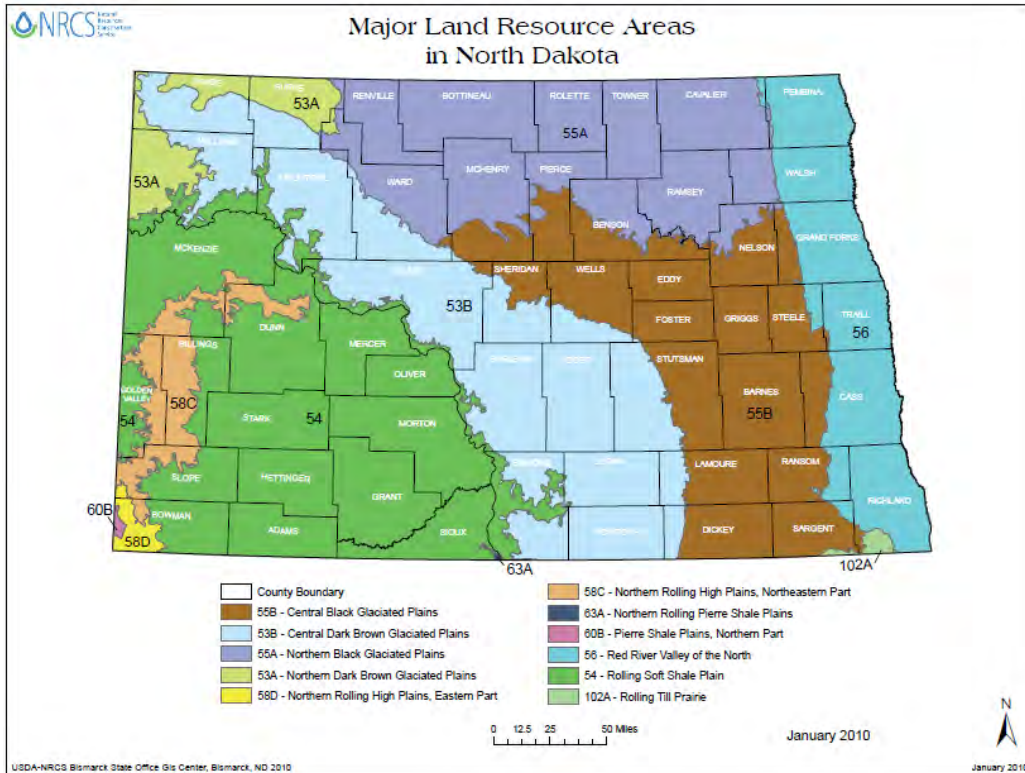 NRCS Natural
Resources
Conservation
Service
Major Land Resource Areas
in North Dakota
BURKE
53A
RENVILLE
BOTTINEAU
ROLETTE
TOWNER
CAVALIER
PEMBINA
55A
53A
WARD
MCHENRY
PIERCE
RAMSEY
WALSH
BENSON
MCKENZIE
NELSON
GRAND FORKS
SHERIDAN
WELLS
EDDY
53B
DUNN
FOSTER
GRIGGS
STEELE
TRAILL
56
BILLINGS
MERCER
OLIVER
STUTSMAN
GOLDEN
VALLEY
54
58C
STARK
54
MORTON
BARNES
55B
CASS
SLOPE
HETTINGER
GRANT
LAMOURE
RANSOM
RICHLAND
60B
BOWMAN
58D
ADAMS
SIOUX
DICKEY
SARGENT
63A
102A
County Boundary
55B - Central Black Glaciated Plains
53B - Central Dark Brown Glaciated Plains
55A - Northern Black Glaciated Plains
53A - Northern Dark Brown Glaciated Plains
58D - Northern Rolling High Plains, Eastern Part
58C - Northern Rolling High Plains, Northeastern Part
63A - Northern Rolling Pierre Shale Plains
60B - Pierre Shale Plains, Northern Part
56 - Red River Valley of the North
54 - Rolling Soft Shale Plain
102A - Rolling Till Prairie
0 12.5 25 50 Miles
January 2010
N
USDA-NRCS Bismarck State Office Gis Center, Bismarck, ND 2010
January 2010